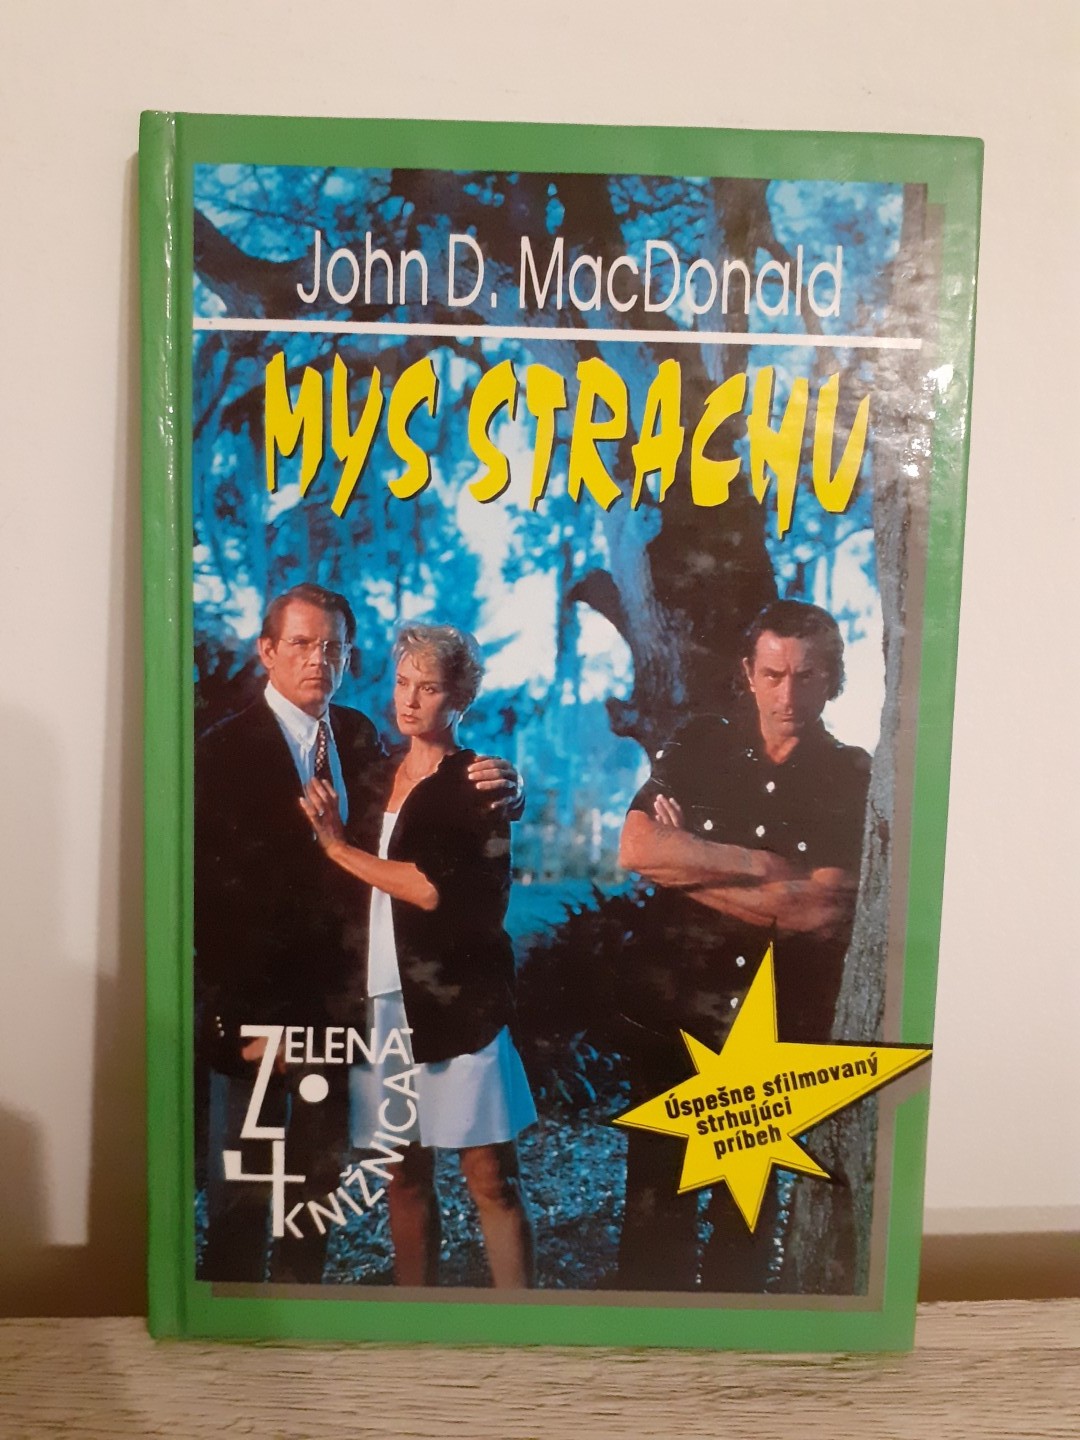 John D. MacDonald
MYS STRACHU
ZELENÁ
KNIŽNICA
Úspešne sfilmovaný
strhujúci
príbeh